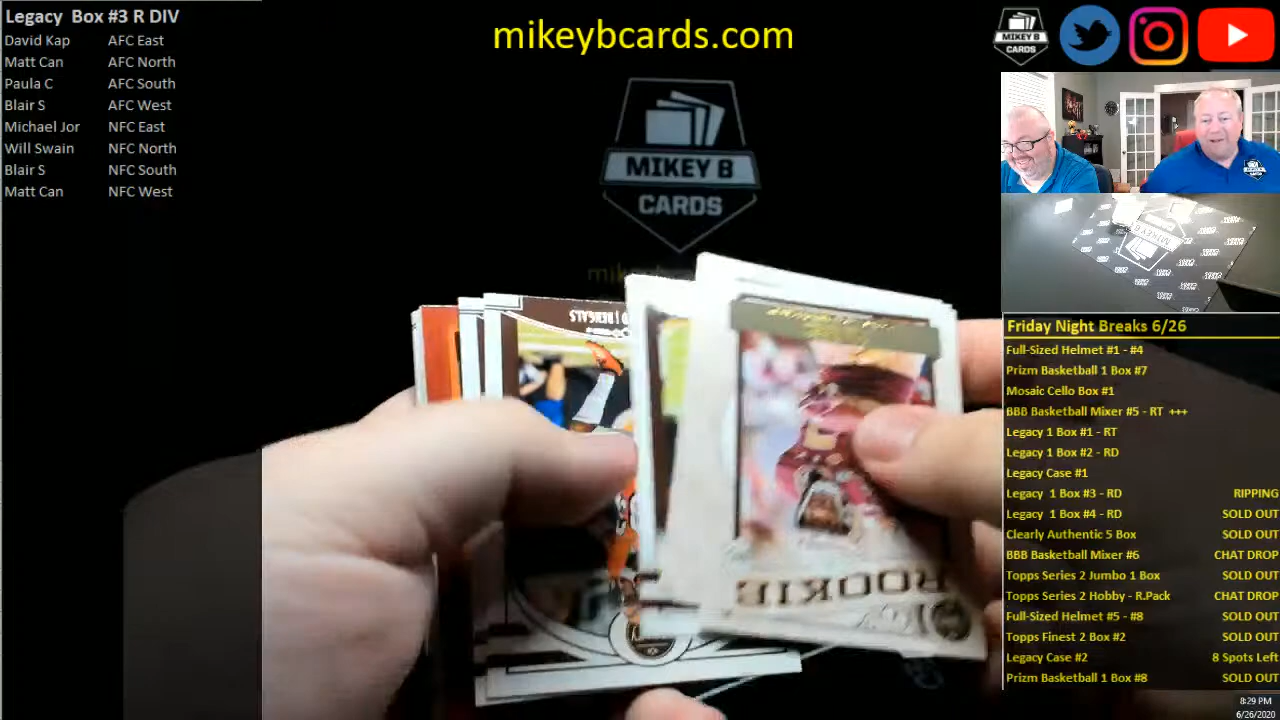 Legacy Box #3 R DIV
David Kap AFC East
Matt Can AFC North
Paula C AFC South
Blair S AFC West
Michael Jor NFC East
Will Swain NFC North
Blair S NFC South
Matt Can NFC West
mikeybcards.com
MIKEY B
CARDS
MIKEY B
CARDS
BENGALS
ROOKIE
Friday Night Breaks 6/26
Full-Sized Helmet #1 - #4
Prizm Basketball 1 Box #7
Mosaic Cello Box #1
BBB Basketball Mixer #5 - RT +++
Legacy 1 Box #1 - RT
Legacy 1 Box #2 - RD
Legacy Case #1
Legacy 1 Box #3 - RD RIPPING
Legacy 1 Box #4 - RD SOLD OUT
Clearly Authentic 5 Box SOLD OUT
BBB Basketball Mixer #6 CHAT DROP
Topps Series 2 Jumbo 1 Box SOLD OUT
Topps Series 2 Hobby - R.Pack CHAT DROP
Full-Sized Helmet #5 - #8 SOLD OUT
Topps Finest 2 Box #2 SOLD OUT
Legacy Case #2 8 Spots Left
Prizm Basketball 1 Box #8 SOLD OUT
8:29 PM
6/26/2020